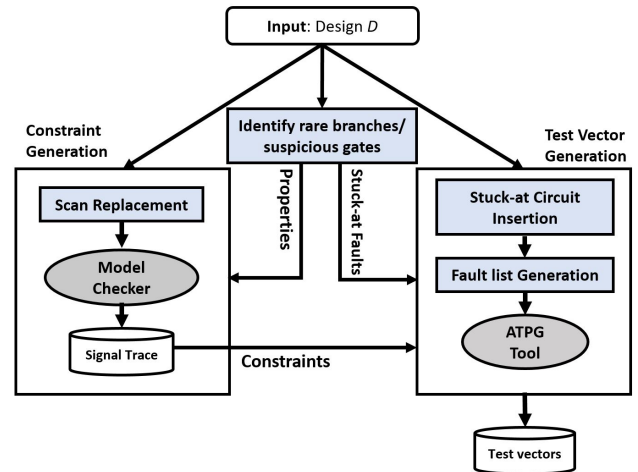 Input: Design D
Identify rare branches/
suspicious gates
Constraint
Generation
Test Vector
Generation
Scan Replacement
Model
Checker
Signal Trace
Properties
Stuck-at Faults
Constraints
Stuck-at Circuit
Insertion
Fault list Generation
ATPG
Tool
Test vectors